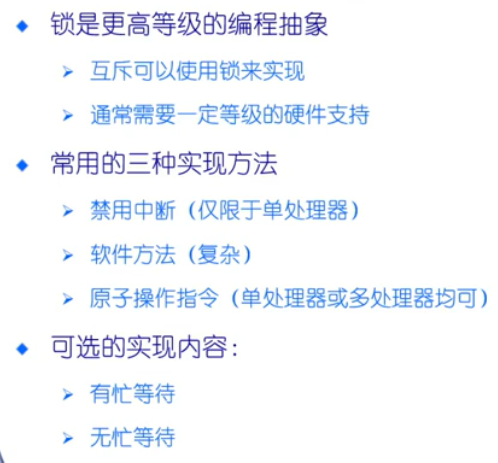 锁是更高等级的编程抽象
互斥可以使用锁来实现
通常需要一定等级的硬件支持
常用的三种实现方法
禁用中断（仅限于单处理器）
软件方法（复杂）
原子操作指令（单处理器或多处理器均可）
可选的实现内容：
有忙等待
无忙等待